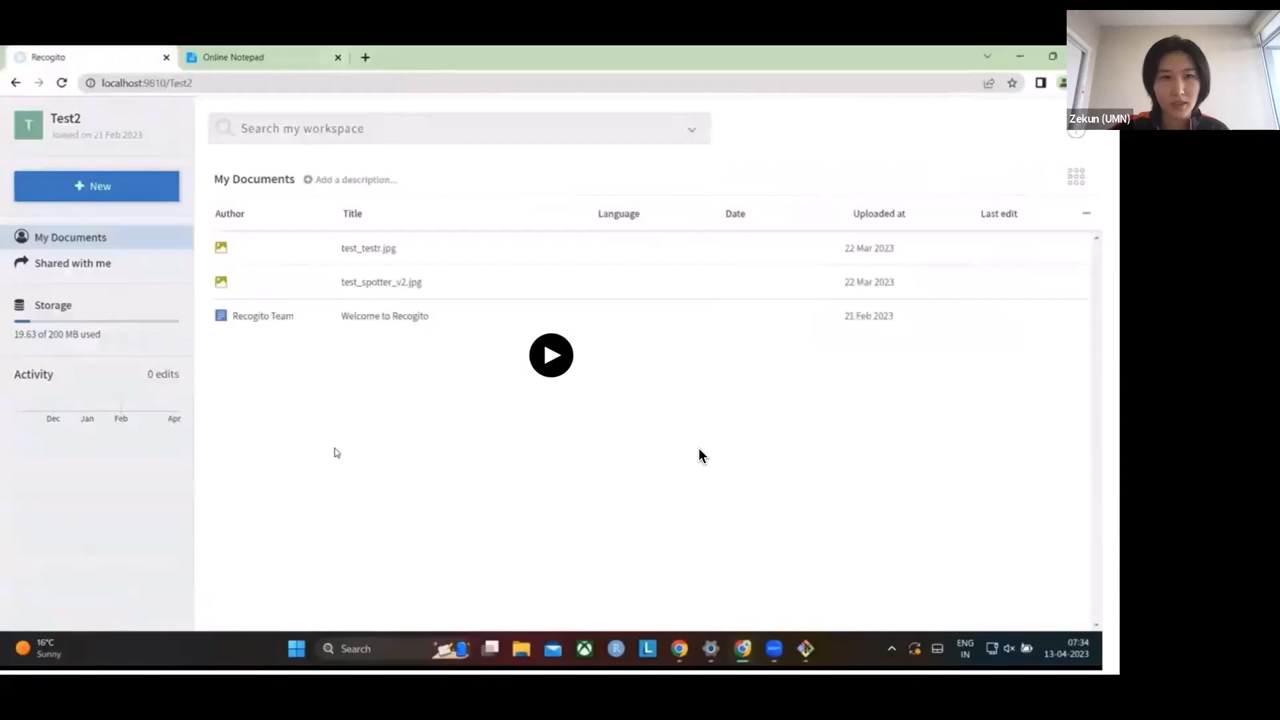 Recogito
Online Notepad
localhost:9810/Test2
Zekun (UMN)
T
Test2
Joined on 21 Feb 2023
Search my workspace
+ New
My Documents
Add a description...
Author Title Language Date Uploaded at Last edit
My Documents
Shared with me
test_testr.jpg 22 Mar 2023
test_spotter_v2.jpg 22 Mar 2023
Recogito Team Welcome to Recogito 21 Feb 2023
Storage
19.63 of 200 MB used
Activity 0 edits
Dec Jan Feb Apr
16°C
Sunny
Search
ENG
IN
07:34
13-04-2023